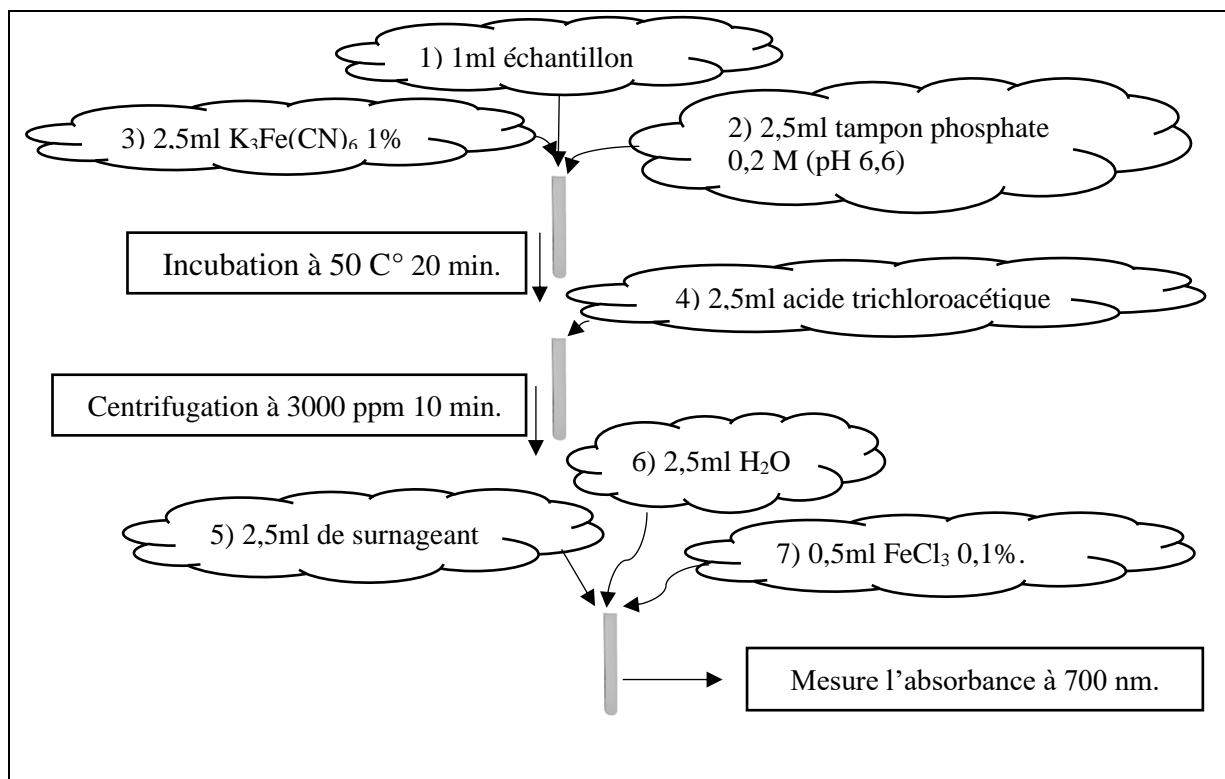 1) 1ml échantillon
3) 2,5ml K₃Fe(CN)₆ 1%
2) 2,5ml tampon phosphate
0,2 M (pH 6,6)
Incubation à 50 C° 20 min.
4) 2,5ml acide trichloroacétique
Centrifugation à 3000 ppm 10 min.
6) 2,5ml H₂O
5) 2,5ml de surnageant
7) 0,5ml FeCl₃ 0,1%.
Mesure l’absorbance à 700 nm.